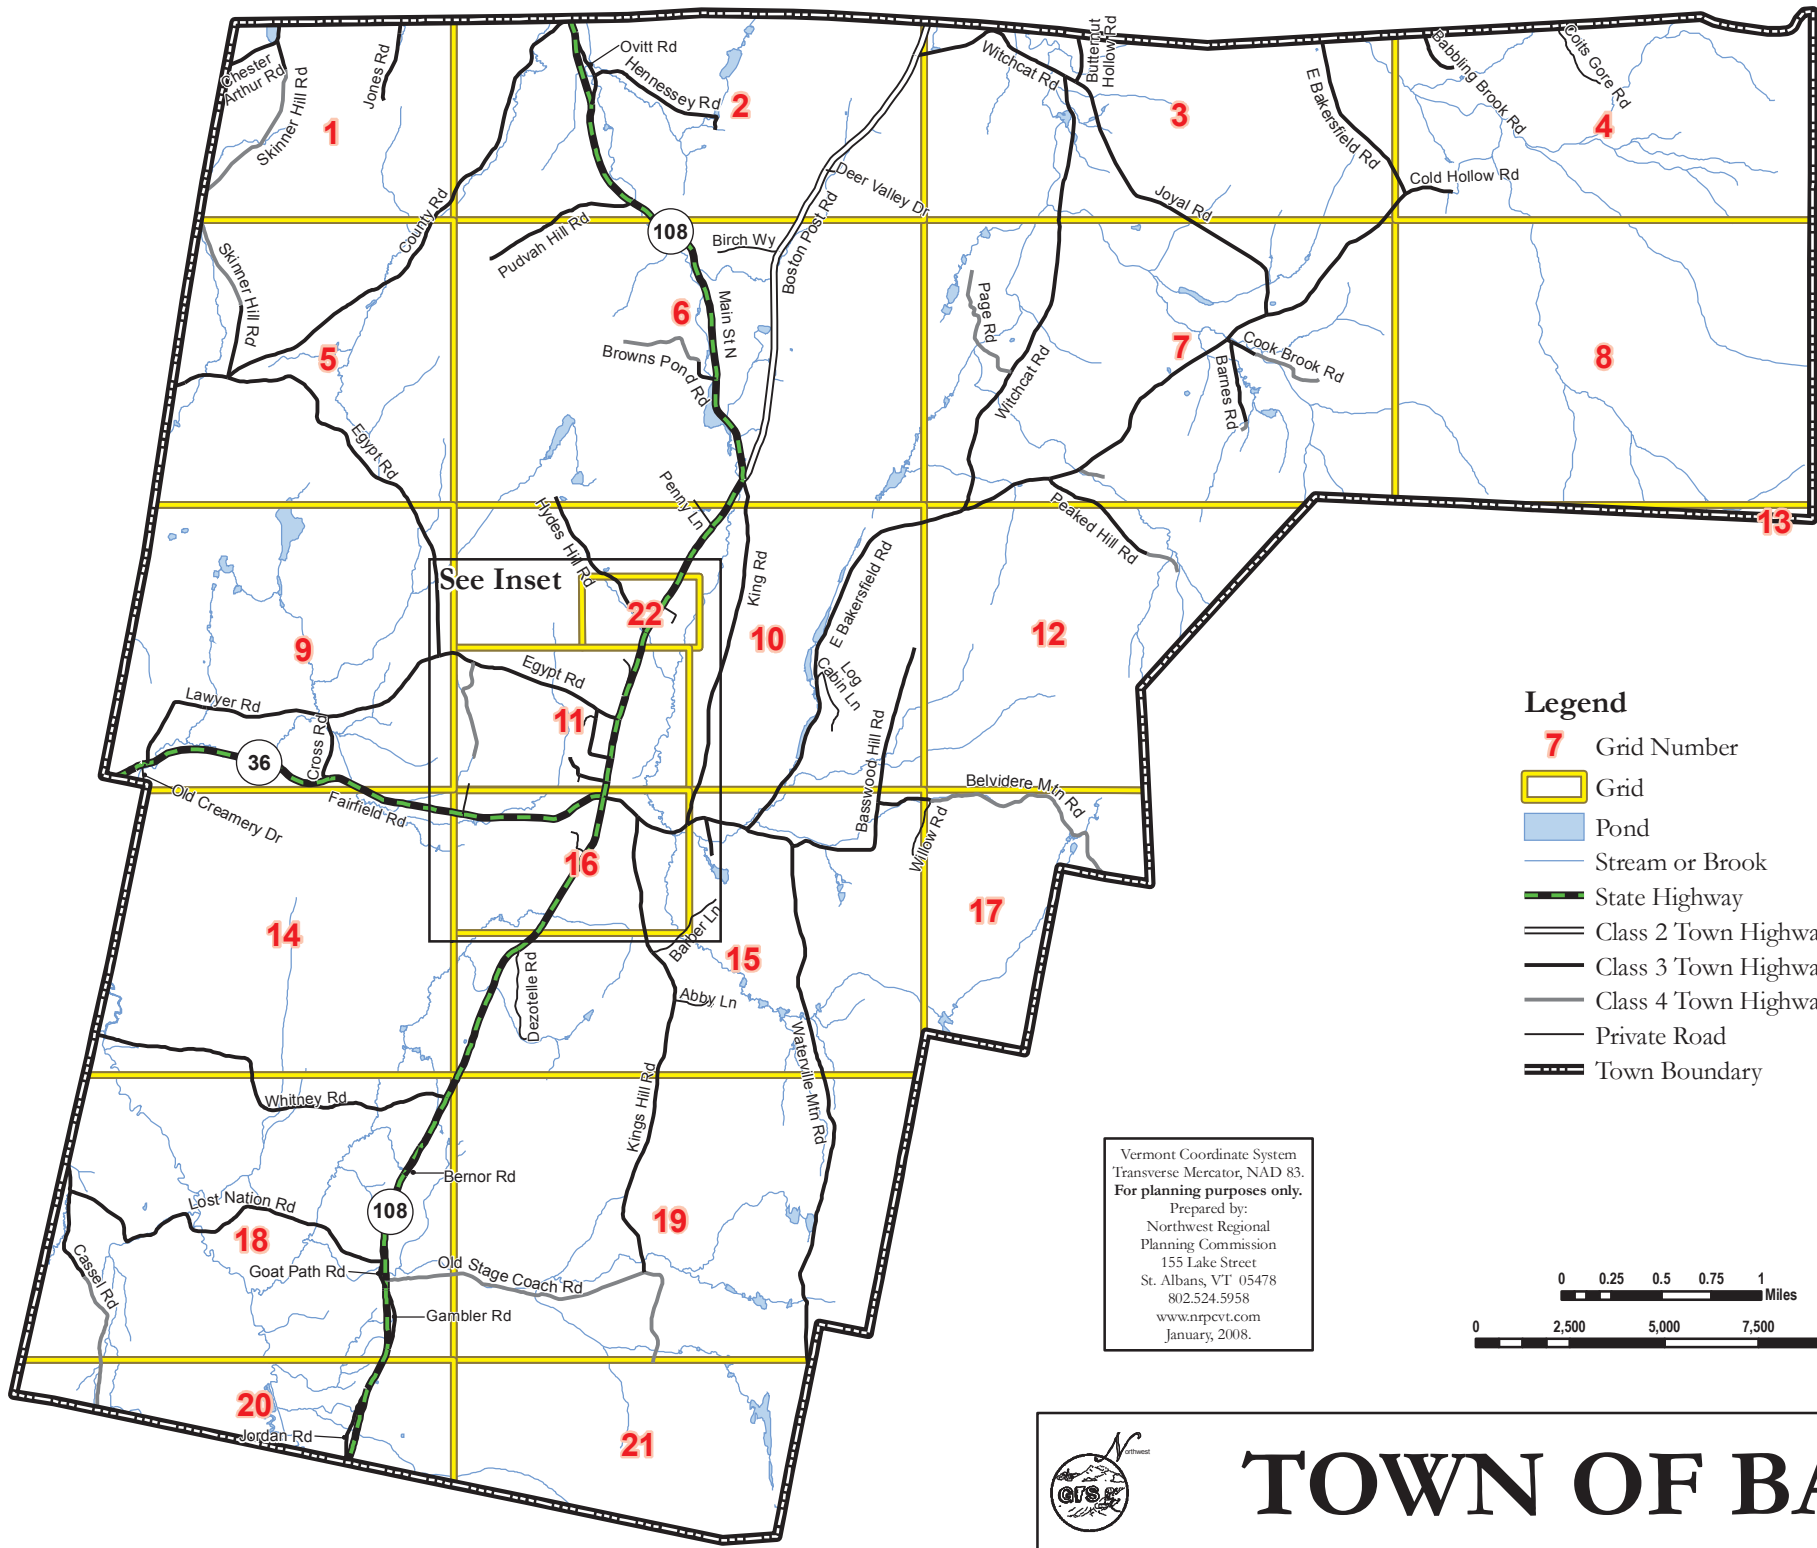 Ovitt Rd
Hennessey Rd
Chester
Arthur Rd
Skinner Hill Rd
Jones Rd
1
2
Witchcat Rd
Butternut
Hollow Rd
3
E Bakersfield Rd
Babbling Brook Rd
Coits Gore Rd
4
Cold Hollow Rd
Joyal Rd
Deer Valley Dr
Boston Post Rd
Birch Wy
108
Pudvah Hill Rd
County Rd
Skinner Hill Rd
5
6
Main St N
Browns Pond Rd
Page Rd
Witchcat Rd
7
Cook Brook Rd
Barnes Rd
8
Egypt Rd
Penny Ln
Hydes Hill Rd
Peaked Hill Rd
13
See Inset
22
King Rd
10
E Bakersfield Rd
Log
Cabin Ln
12
9
Lawyer Rd
Cross Rd
Egypt Rd
11
36
Basswood Hill Rd
Belvidere Mtn Rd
Willow Rd
Old Creamery Dr
Fairfield Rd
16
14
Barber Ln
15
17
Dezotelle Rd
Abby Ln
Waterville Mtn Rd
Kings Hill Rd
Whitney Rd
Bernor Rd
Lost Nation Rd
108
18
19
Cassel Rd
Goat Path Rd
Old Stage Coach Rd
Gambler Rd
20
Jordan Rd
21
Legend
7 Grid Number
Grid
Pond
Stream or Brook
State Highway
Class 2 Town Highwa
Class 3 Town Highwa
Class 4 Town Highwa
Private Road
Town Boundary
Vermont Coordinate System
Transverse Mercator, NAD 83.
For planning purposes only.
Prepared by:
Northwest Regional
Planning Commission
155 Lake Street
St. Albans, VT 05478
802.524.5958
www.nrpcvt.com
January, 2008.
0 0.25 0.5 0.75 1
Miles
0 2,500 5,000 7,500
Northwest
GIS
TOWN OF BA